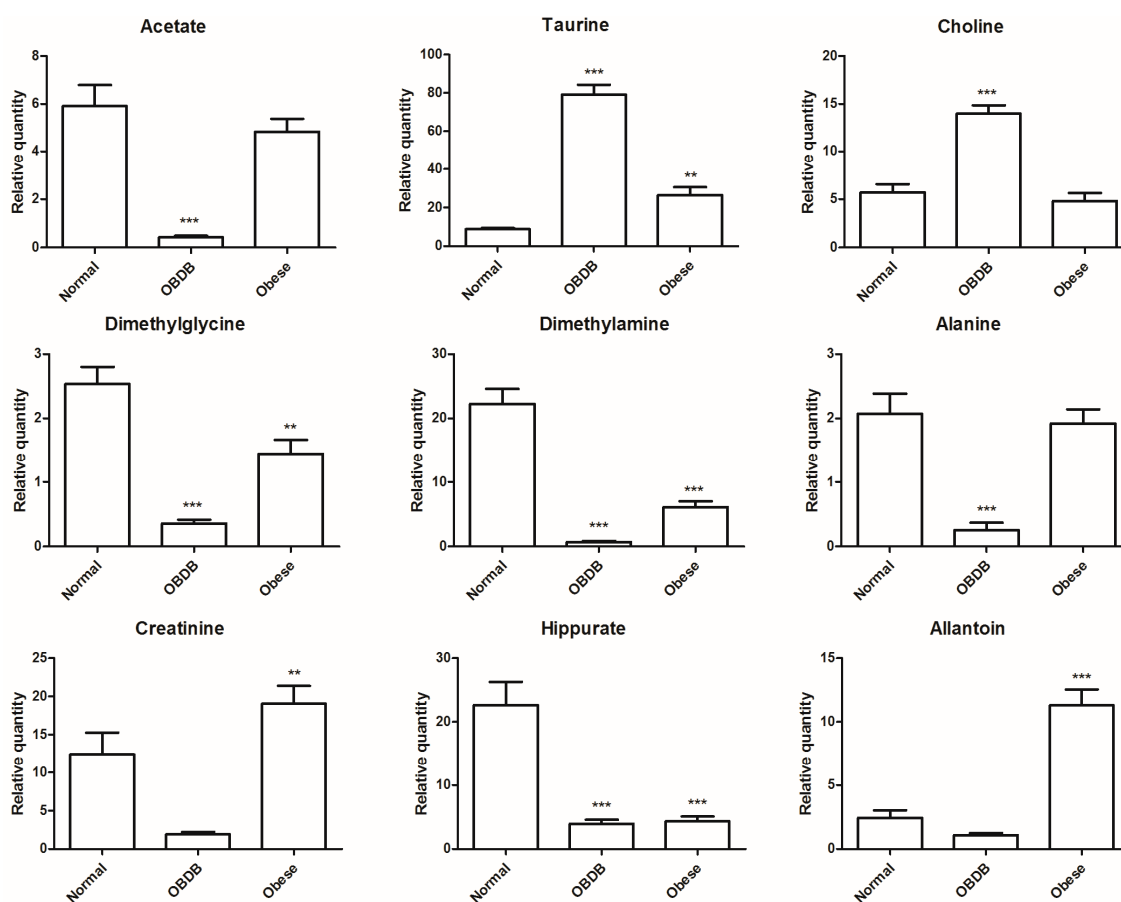 Acetate
Relative quantity
8
6
4
2
0
***
Normal
OBDB
Obese
Taurine
Relative quantity
100
80
60
40
20
0
***
**
Normal
OBDB
Obese
Choline
Relative quantity
20
15
10
5
0
***
Normal
OBDB
Obese
Dimethylglycine
Relative quantity
3
2
1
0
***
**
Normal
OBDB
Obese
Dimethylamine
Relative quantity
30
20
10
0
***
***
Normal
OBDB
Obese
Alanine
Relative quantity
3
2
1
0
***
Normal
OBDB
Obese
Creatinine
Relative quantity
25
20
15
10
5
0
**
Normal
OBDB
Obese
Hippurate
Relative quantity
30
20
10
0
***
***
Normal
OBDB
Obese
Allantoin
Relative quantity
15
10
5
0
***
Normal
OBDB
Obese